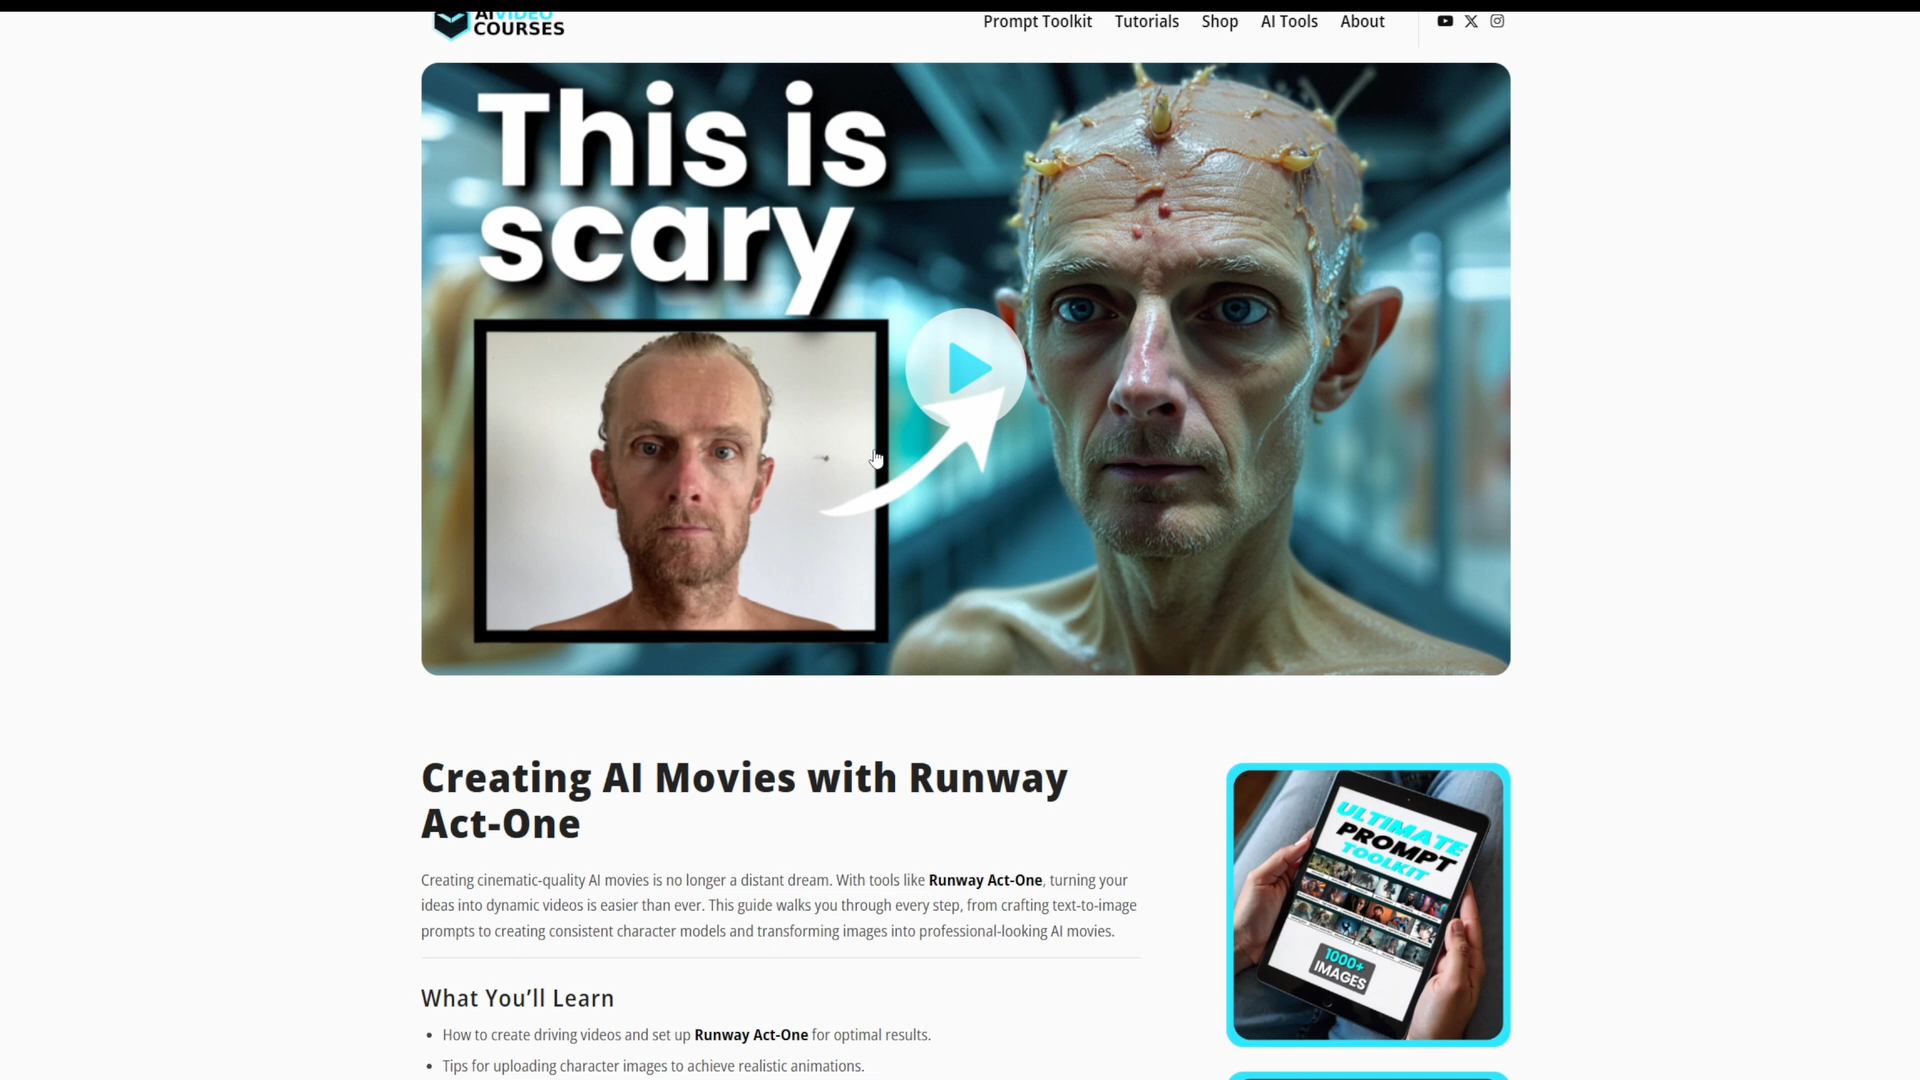 AI VIDEO
COURSES
Prompt Toolkit
Tutorials
Shop
AI Tools
About
This is
scary
Creating AI Movies with Runway
Act-One
Creating cinematic-quality AI movies is no longer a distant dream. With tools like Runway Act-One, turning your
ideas into dynamic videos is easier than ever. This guide walks you through every step, from crafting text-to-image
prompts to creating consistent character models and transforming images into professional-looking AI movies.
What You’ll Learn
• How to create driving videos and set up Runway Act-One for optimal results.
• Tips for uploading character images to achieve realistic animations.
ULTIMATE
PROMPT
TOOLKIT
1000+
IMAGES